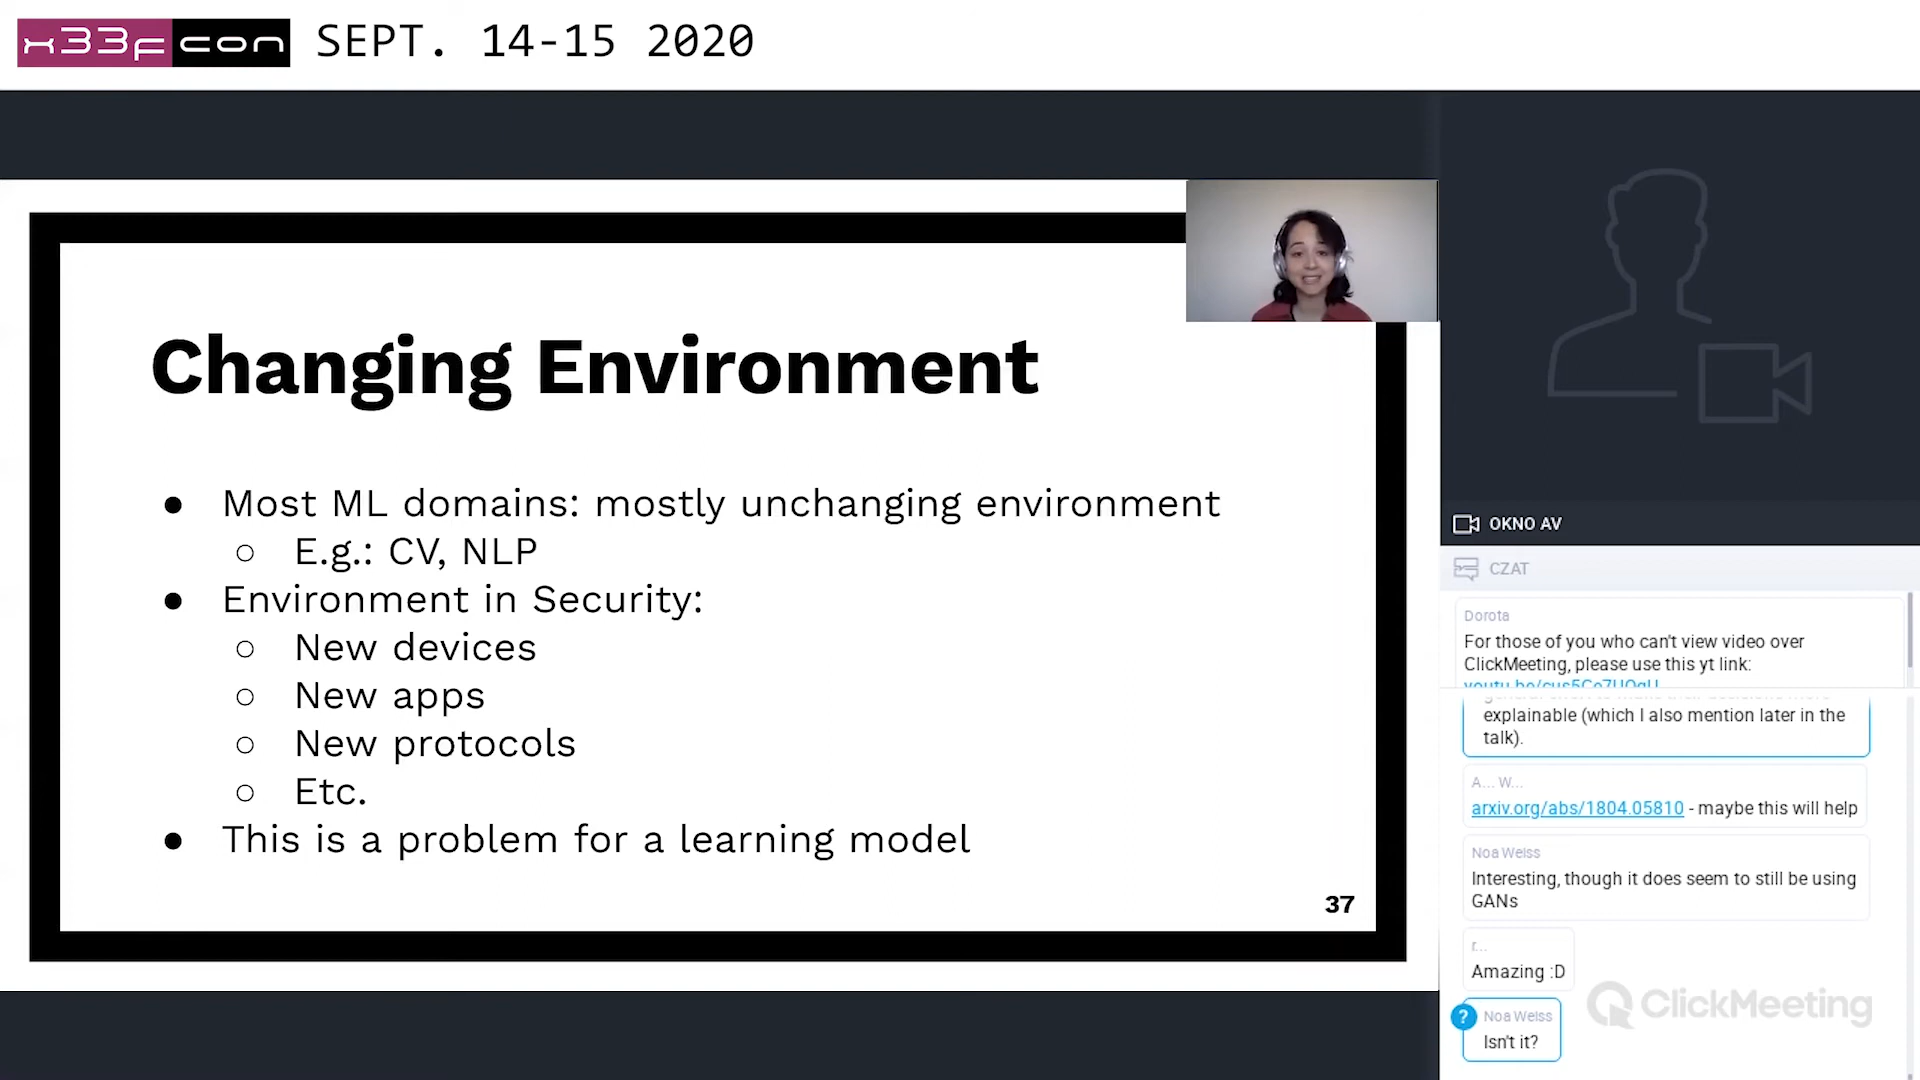 x33fcon SEPT. 14-15 2020
Changing Environment
● Most ML domains: mostly unchanging environment
○ E.g.: CV, NLP
● Environment in Security:
○ New devices
○ New apps
○ New protocols
○ Etc.
● This is a problem for a learning model
37
OKNO AV
CZAT
Dorota
For those of you who can't view video over
ClickMeeting, please use this yt link:
explainable (which I also mention later in the
talk).
A... W...
arxiv.org/abs/1804.05810 - maybe this will help
Noa Weiss
Interesting, though it does seem to still be using
GANs
r...
Amazing :D
? Noa Weiss
Isn't it?
ClickMeeting